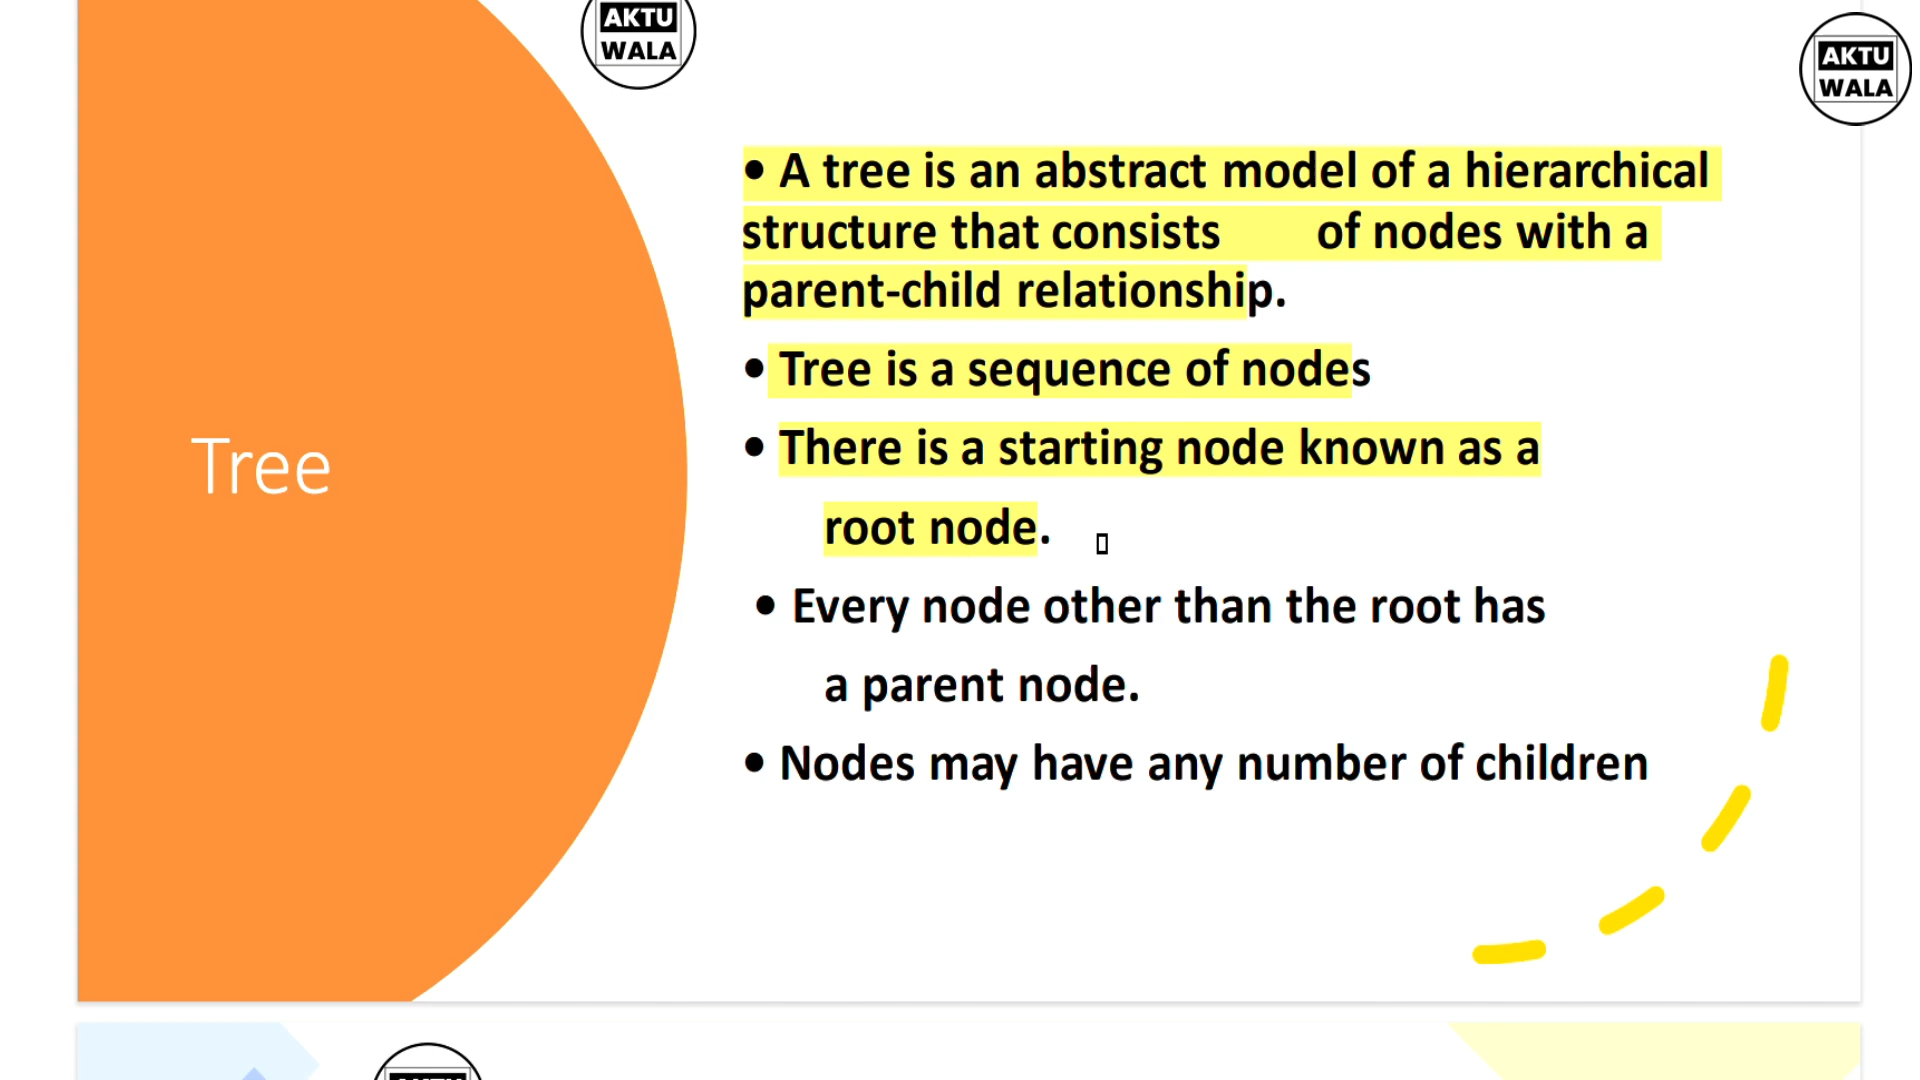 AKTU
WALA
AKTU
WALA
• A tree is an abstract model of a hierarchical
structure that consists of nodes with a
parent-child relationship.
• Tree is a sequence of nodes
• There is a starting node known as a
root node.
Tree
• Every node other than the root has
a parent node.
• Nodes may have any number of children